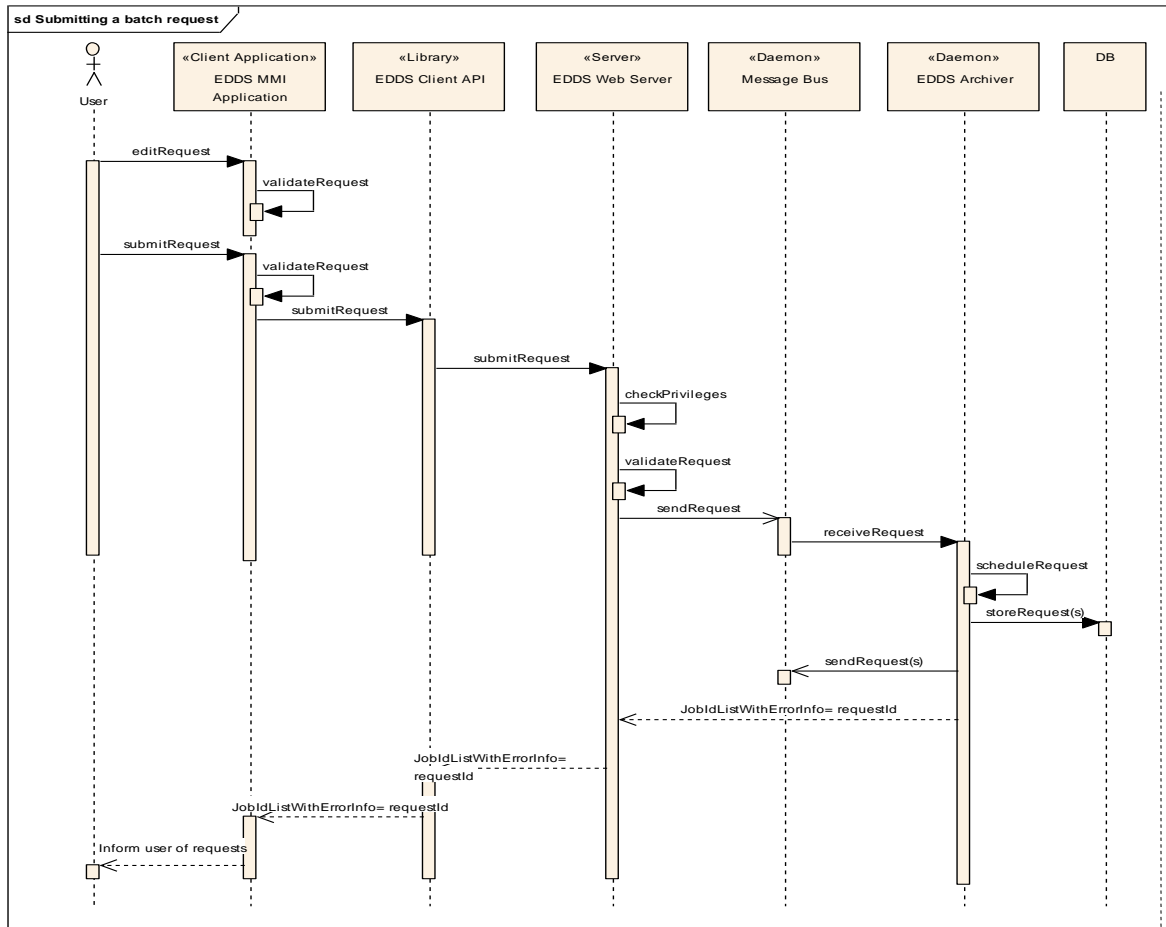 sd Submitting a batch request
User
«Client Application»
EDDS MMI
Application
«Library»
EDDS Client API
«Server»
EDDS Web Server
«Daemon»
Message Bus
«Daemon»
EDDS Archiver
DB
editRequest
validateRequest
submitRequest
validateRequest
submitRequest
submitRequest
checkPrivileges
validateRequest
sendRequest
receiveRequest
scheduleRequest
storeRequest(s)
sendRequest(s)
JobIdListWithErrorInfo= requestId
JobIdListWithErrorInfo=
requestId
JobIdListWithErrorInfo= requestId
Inform user of requests